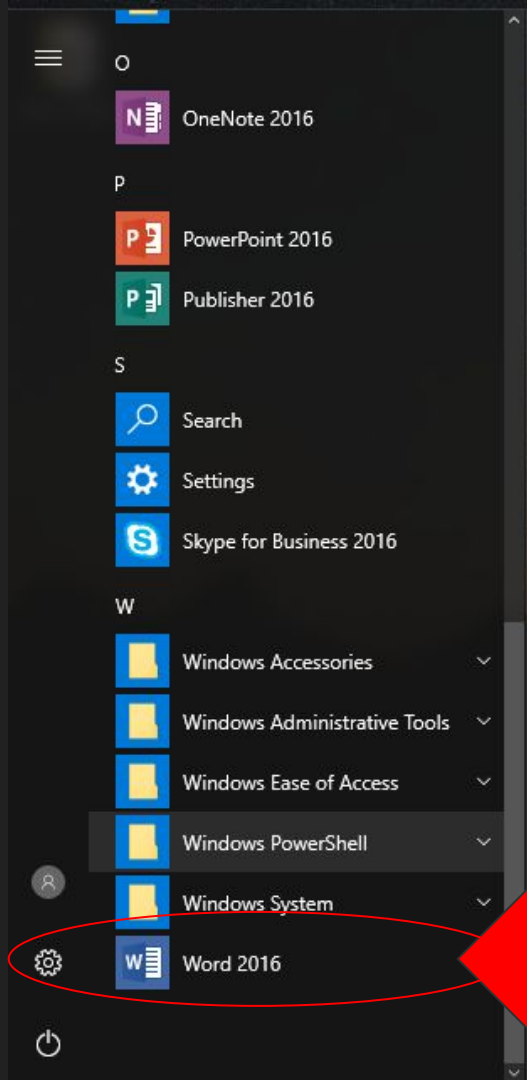 O
OneNote 2016
P
PowerPoint 2016
Publisher 2016
S
Search
Settings
Skype for Business 2016
W
Windows Accessories
Windows Administrative Tools
Windows Ease of Access
Windows PowerShell
Windows System
Word 2016